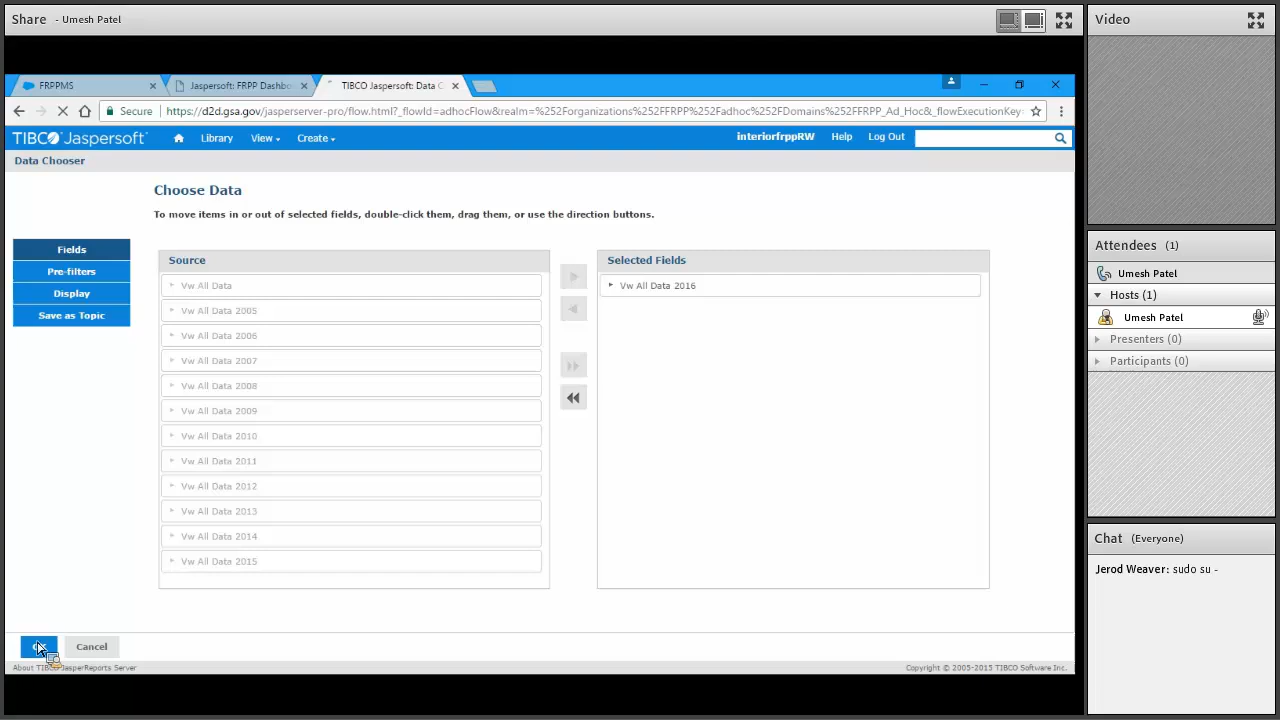 Share - Umesh Patel
Video
FRPPMS
Jaspersoft: FRPP Dashbo
TIBCO Jaspersoft: Data C
Secure https://d2d.gsa.gov/jasperserver-pro/flow.html?_flowId=adhocFlow&realm=%252Forganizations%252FFRPP%252Fadhoc%252FDomains%252FFRPP_Ad_Hoc&_flowExecutionKey
TIBCO Jaspersoft
Library
View
Create
interiorfrppRW
Help
Log Out
Data Chooser
Choose Data
To move items in or out of selected fields, double-click them, drag them, or use the direction buttons.
Fields
Pre-filters
Display
Save as Topic
Source
Vw All Data
Vw All Data 2005
Vw All Data 2006
Vw All Data 2007
Vw All Data 2008
Vw All Data 2009
Vw All Data 2010
Vw All Data 2011
Vw All Data 2012
Vw All Data 2013
Vw All Data 2014
Vw All Data 2015
Selected Fields
Vw All Data 2016
Cancel
About TIBCO JasperReports Server
Copyright © 2005-2015 TIBCO Software Inc.
Attendees (1)
Umesh Patel
Hosts (1)
Umesh Patel
Presenters (0)
Participants (0)
Chat (Everyone)
Jerod Weaver: sudo su -